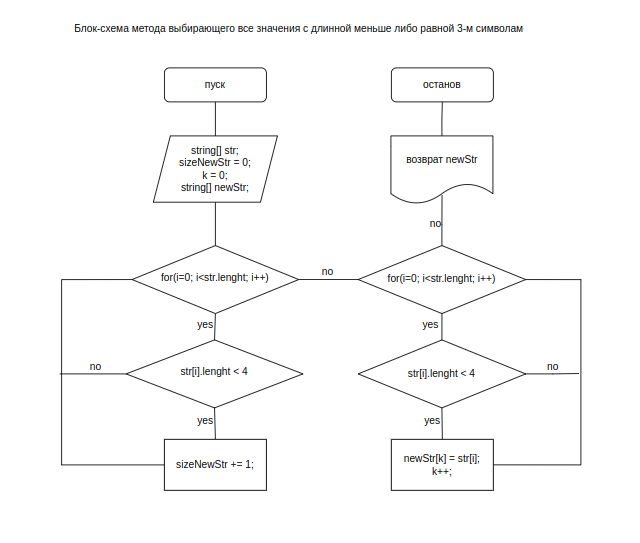 Блок-схема метода выбирающего все значения с длинной меньше либо равной 3-м символам
пуск
string[] str;
sizeNewStr = 0;
k = 0;
string[] newStr;
for(i=0; i<str.lenght; i++)
no
yes
str[i].lenght < 4
no
yes
sizeNewStr += 1;
останов
возврат newStr
no
for(i=0; i<str.lenght; i++)
yes
str[i].lenght < 4
no
yes
newStr[k] = str[i];
k++;